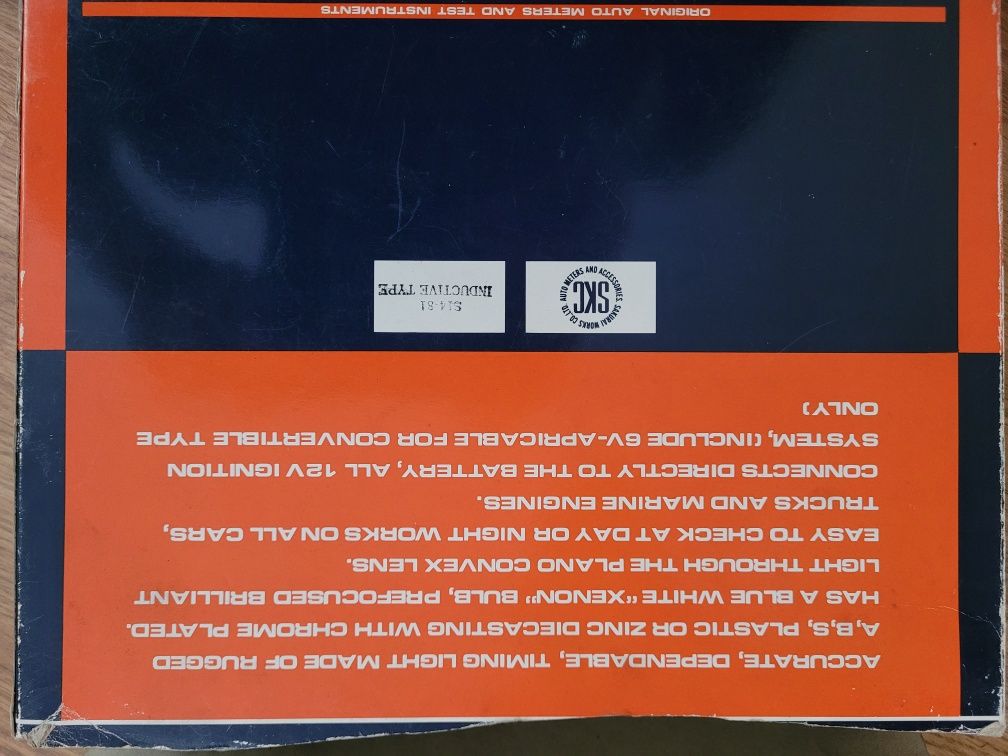 ACCURATE, DEPENDABLE, TIMING LIGHT MADE OF RUGGED
A,B,S, PLASTIC OR ZINC DIECASTING WITH CHROME PLATED.
HAS A BLUE WHITE "XENON" BULB, PREFOCUSED BRILLIANT
LIGHT THROUGH THE PLANO CONVEX LENS.
EASY TO CHECK AT DAY OR NIGHT WORKS ON ALL CARS,
TRUCKS AND MARINE ENGINES.
CONNECTS DIRECTLY TO THE BATTERY, ALL 12V IGNITION
SYSTEM, (INCLUDE 6V-APRICABLE FOR CONVERTIBLE TYPE
ONLY)
SKC
AUTO METERS AND ACCESSORIES. SAKURAI WORKS CO.,LTD.
S14-81
INDUCTIVE TYPE
ORIGINAL AUTO METERS AND TEST INSTRUMENTS